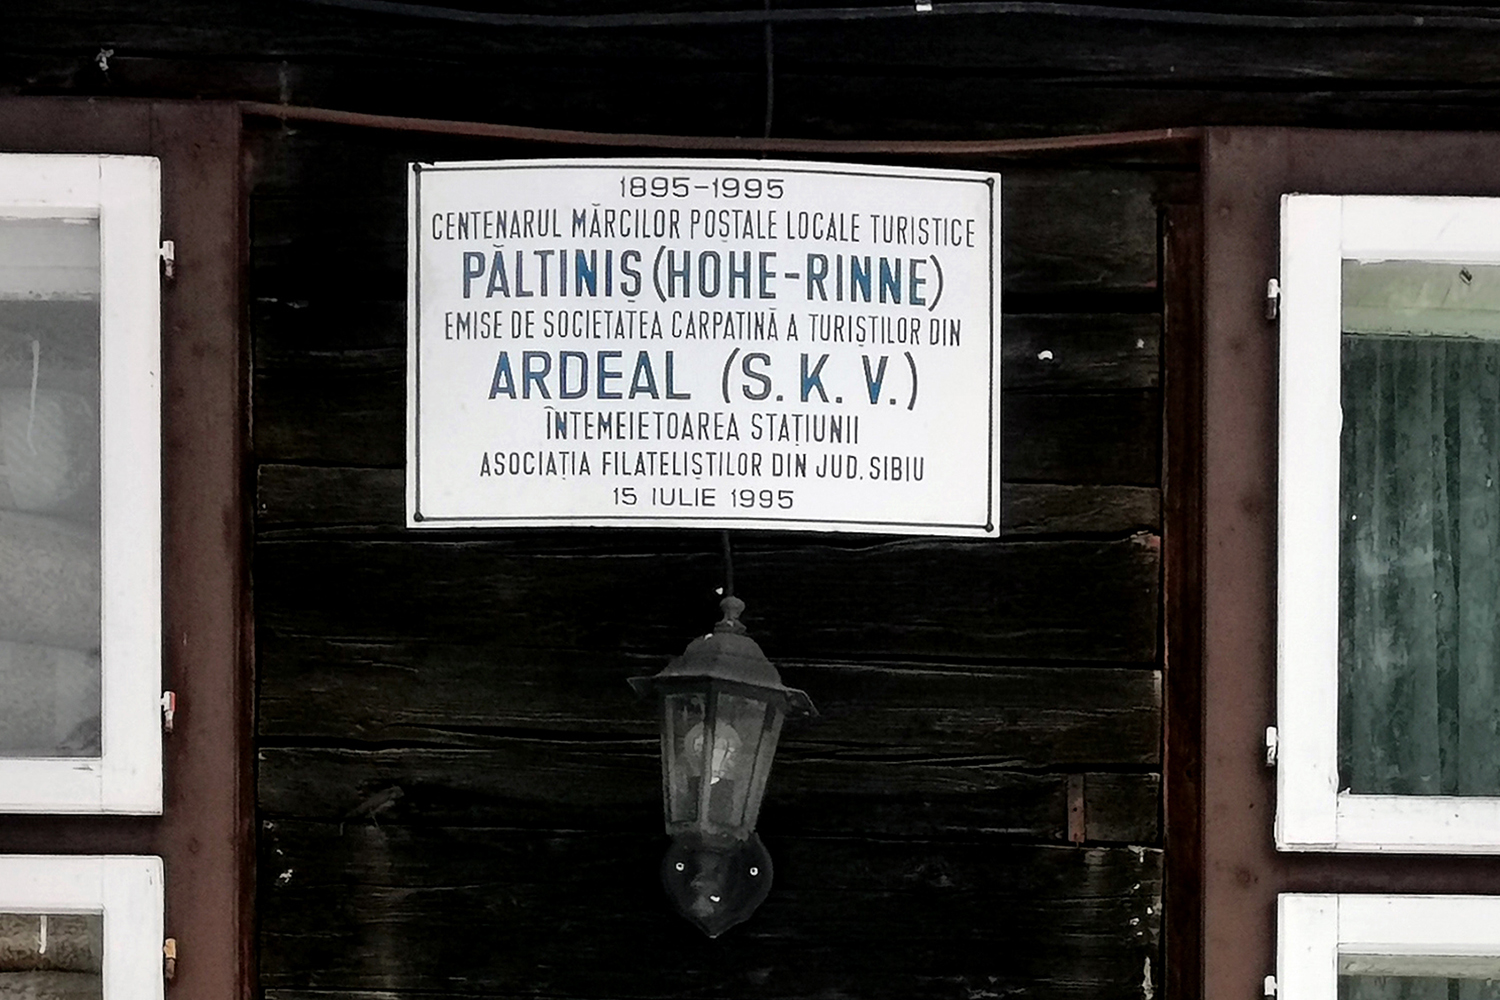 1895-1995
CENTENARUL MĂRCILOR POȘTALE LOCALE TURISTICE
PĂLTINIȘ (HOHE-RINNE)
EMISE DE SOCIETATEA CARPATINĂ A TURIȘTILOR DIN
ARDEAL (S. K. V.)
ÎNTEMEIETOAREA STAȚIUNII
ASOCIAȚIA FILATELIȘTILOR DIN JUD. SIBIU
15 IULIE 1995